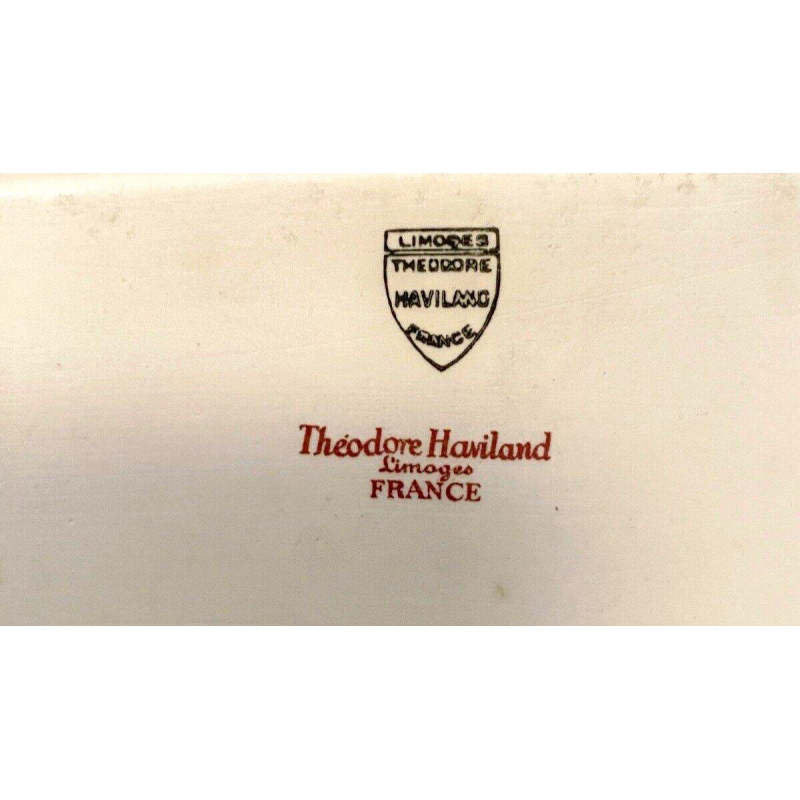 LIMOGES
THEODORE
HAVILAND
FRANCE
Théodore Haviland
Limoges
FRANCE